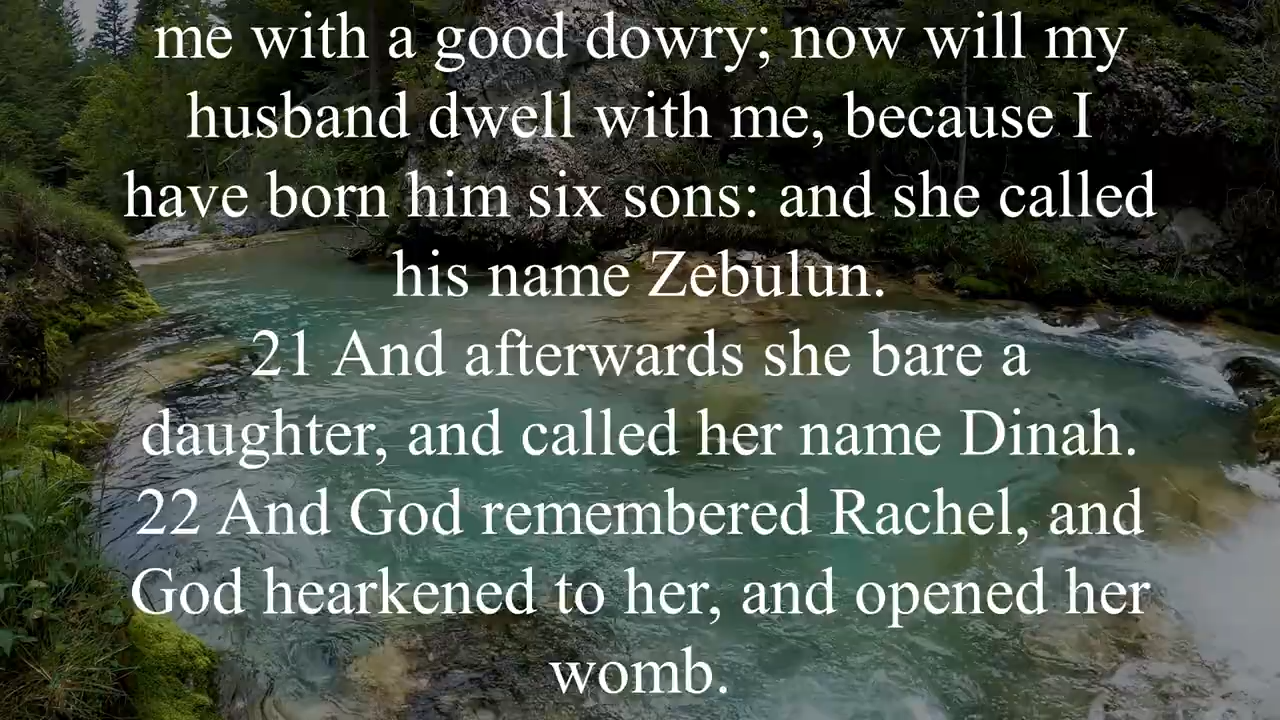 me with a good dowry; now will my
husband dwell with me, because I
have born him six sons: and she called
his name Zebulun.
21 And afterwards she bare a
daughter, and called her name Dinah.
22 And God remembered Rachel, and
God hearkened to her, and opened her
womb.